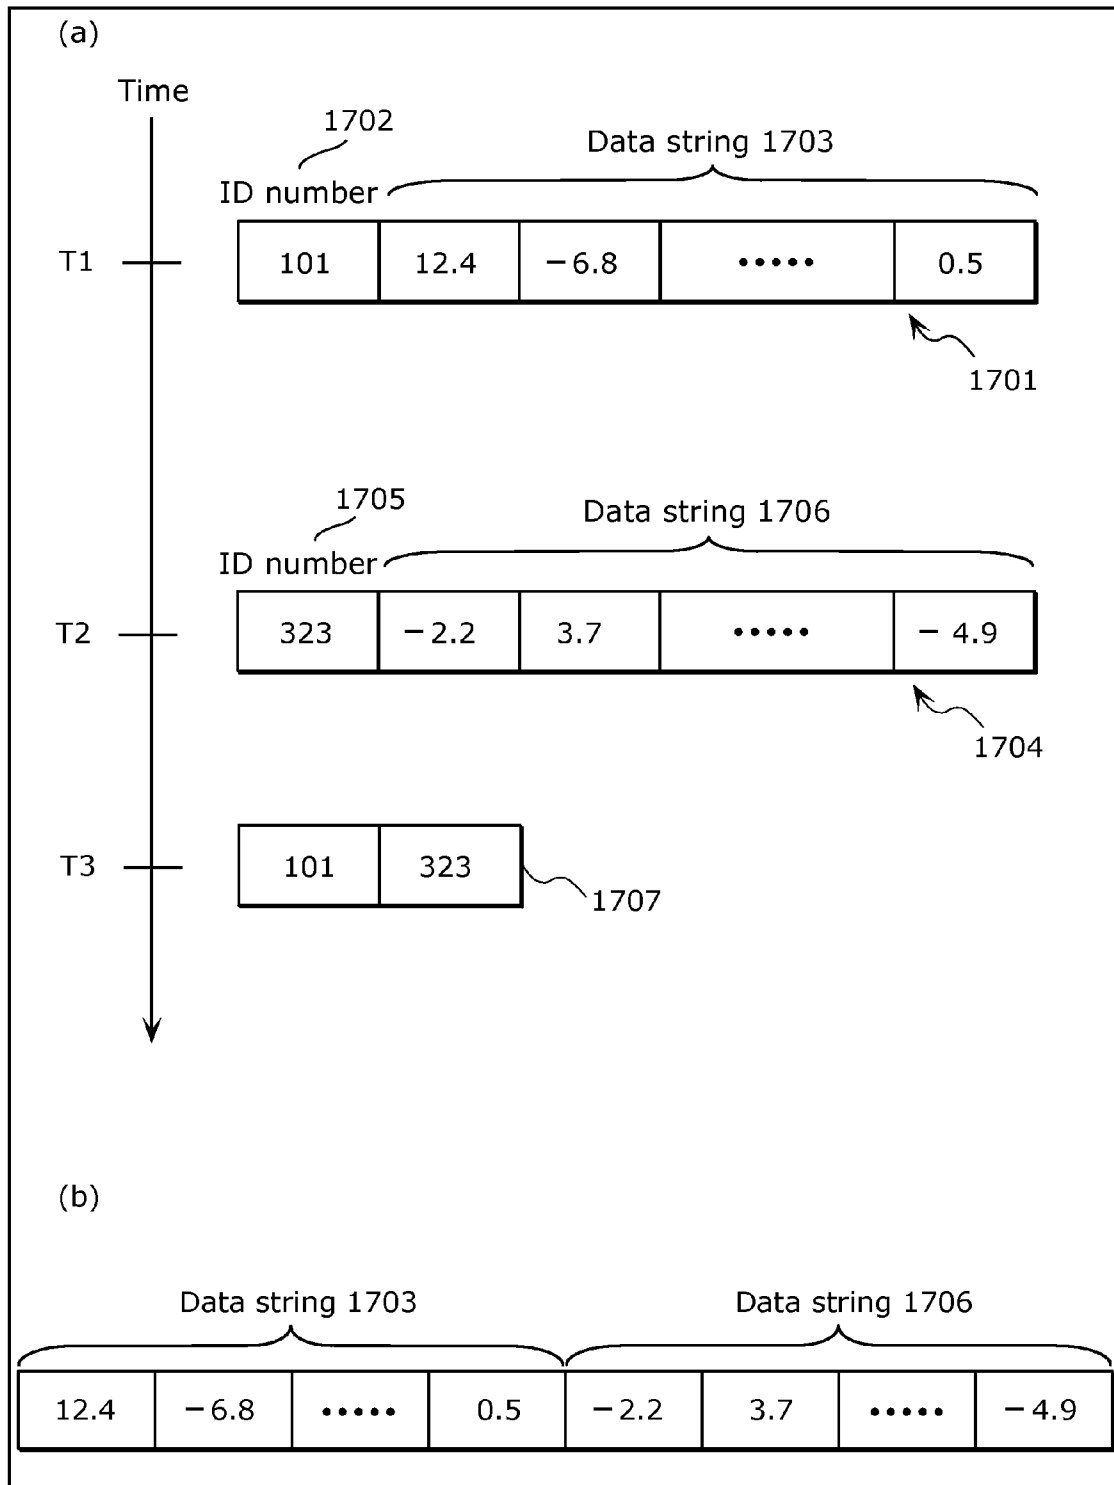 (a)
Time
1702
Data string 1703
ID number
T1
101 12.4 −6.8 ••••• 0.5
1701
1705
Data string 1706
ID number
T2
323 −2.2 3.7 ••••• − 4.9
1704
T3
101 323
1707
(b)
Data string 1703 Data string 1706
12.4 −6.8 ••••• 0.5 −2.2 3.7 ••••• −4.9